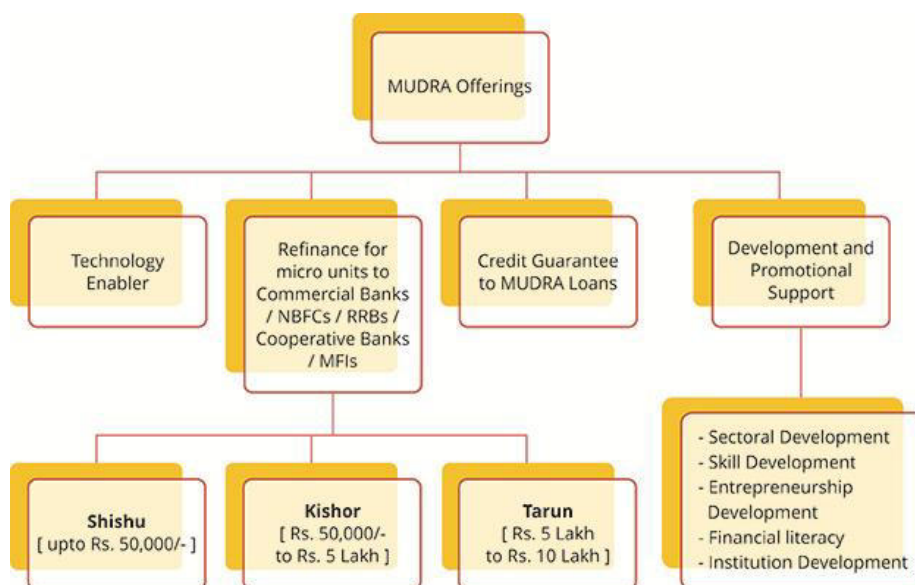 MUDRA Offerings
Technology
Enabler
Refinance for
micro units to
Commercial Banks
/ NBFCs / RRBs /
Cooperative Banks
/ MFIs
Credit Guarantee
to MUDRA Loans
Development and
Promotional
Support
Shishu
[ upto Rs. 50,000/- ]
Kishor
[ Rs. 50,000/-
to Rs. 5 Lakh ]
Tarun
[ Rs. 5 Lakh
to Rs. 10 Lakh ]
- Sectoral Development
- Skill Development
- Entrepreneurship
Development
- Financial literacy
- Institution Development